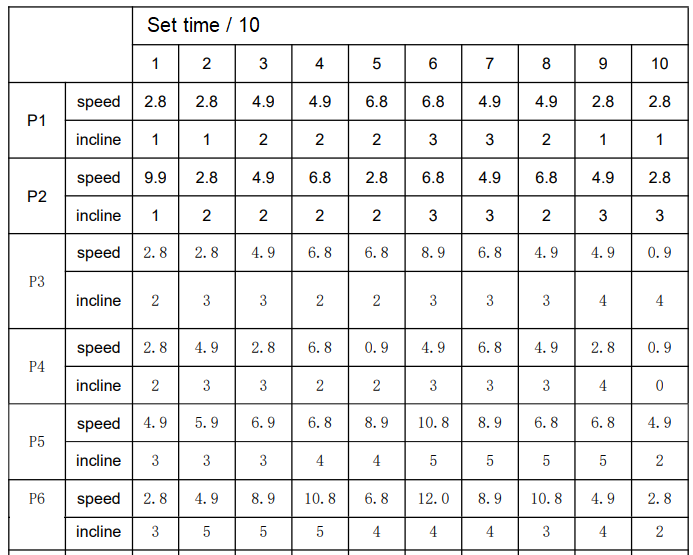 Set time / 10
1 2 3 4 5 6 7 8 9 10
P1 speed 2.8 2.8 4.9 4.9 6.8 6.8 4.9 4.9 2.8 2.8
incline 1 1 2 2 2 3 3 2 1 1
P2 speed 9.9 2.8 4.9 6.8 2.8 6.8 4.9 6.8 4.9 2.8
incline 1 2 2 2 2 3 3 2 3 3
P3 speed 2.8 2.8 4.9 6.8 6.8 8.9 6.8 4.9 4.9 0.9
incline 2 3 3 2 2 3 3 3 4 4
P4 speed 2.8 4.9 2.8 6.8 0.9 4.9 6.8 4.9 2.8 0.9
incline 2 3 3 2 2 3 3 3 4 0
P5 speed 4.9 5.9 6.9 6.8 8.9 10.8 8.9 6.8 6.8 4.9
incline 3 3 3 4 4 5 5 5 5 2
P6 speed 2.8 4.9 8.9 10.8 6.8 12.0 8.9 10.8 4.9 2.8
incline 3 5 5 5 4 4 4 3 4 2